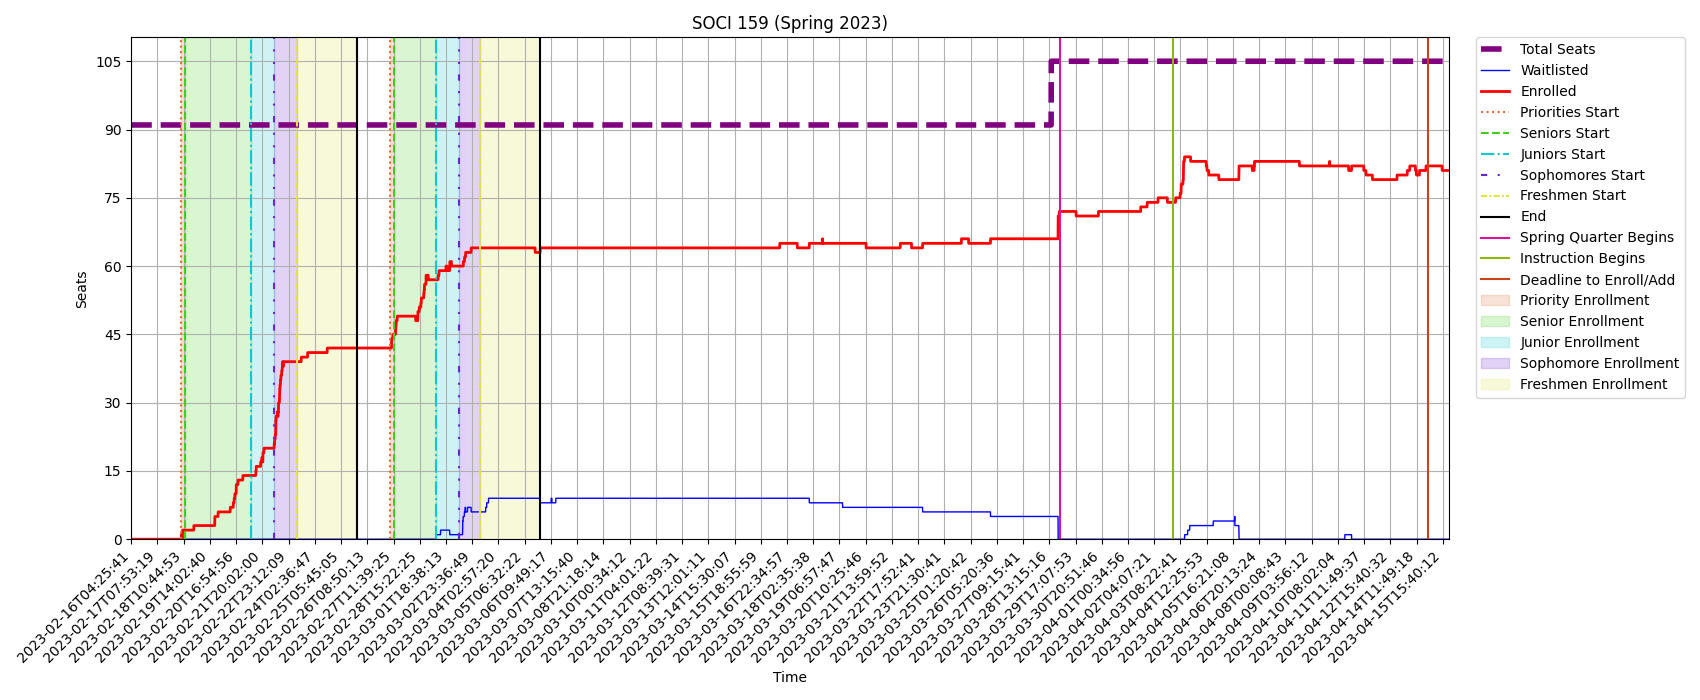 SOCI 159 (Spring 2023)
Seats
105
90
75
60
45
30
15
0
2023-02-16T04:25:41
2023-02-17T07:53:19
2023-02-18T10:44:53
2023-02-19T14:02:40
2023-02-20T16:54:56
2023-02-21T20:02:00
2023-02-22T23:12:09
2023-02-24T02:36:47
2023-02-25T05:45:05
2023-02-26T08:50:13
2023-02-27T11:39:25
2023-02-28T15:22:25
2023-03-01T18:38:13
2023-03-02T23:36:49
2023-03-04T02:57:20
2023-03-05T06:32:22
2023-03-06T09:49:17
2023-03-07T13:15:40
2023-03-08T21:18:14
2023-03-10T00:34:12
2023-03-11T04:01:22
2023-03-12T08:39:31
2023-03-13T12:01:11
2023-03-14T15:30:07
2023-03-15T18:55:59
2023-03-16T22:34:57
2023-03-18T02:35:38
2023-03-19T06:57:47
2023-03-20T10:25:46
2023-03-21T13:59:52
2023-03-22T17:52:41
2023-03-23T21:30:41
2023-03-25T01:20:42
2023-03-26T05:20:36
2023-03-27T09:15:41
2023-03-28T13:15:16
2023-03-29T17:07:53
2023-03-30T20:51:46
2023-04-01T00:34:56
2023-04-02T04:07:21
2023-04-03T08:22:41
2023-04-04T12:25:53
2023-04-05T16:21:08
2023-04-06T20:13:24
2023-04-08T00:08:43
2023-04-09T03:56:12
2023-04-10T08:02:04
2023-04-11T11:49:37
2023-04-12T15:40:32
2023-04-14T11:49:18
2023-04-15T15:40:12
Time
Total Seats
Waitlisted
Enrolled
Priorities Start
Seniors Start
Juniors Start
Sophomores Start
Freshmen Start
End
Spring Quarter Begins
Instruction Begins
Deadline to Enroll/Add
Priority Enrollment
Senior Enrollment
Junior Enrollment
Sophomore Enrollment
Freshmen Enrollment